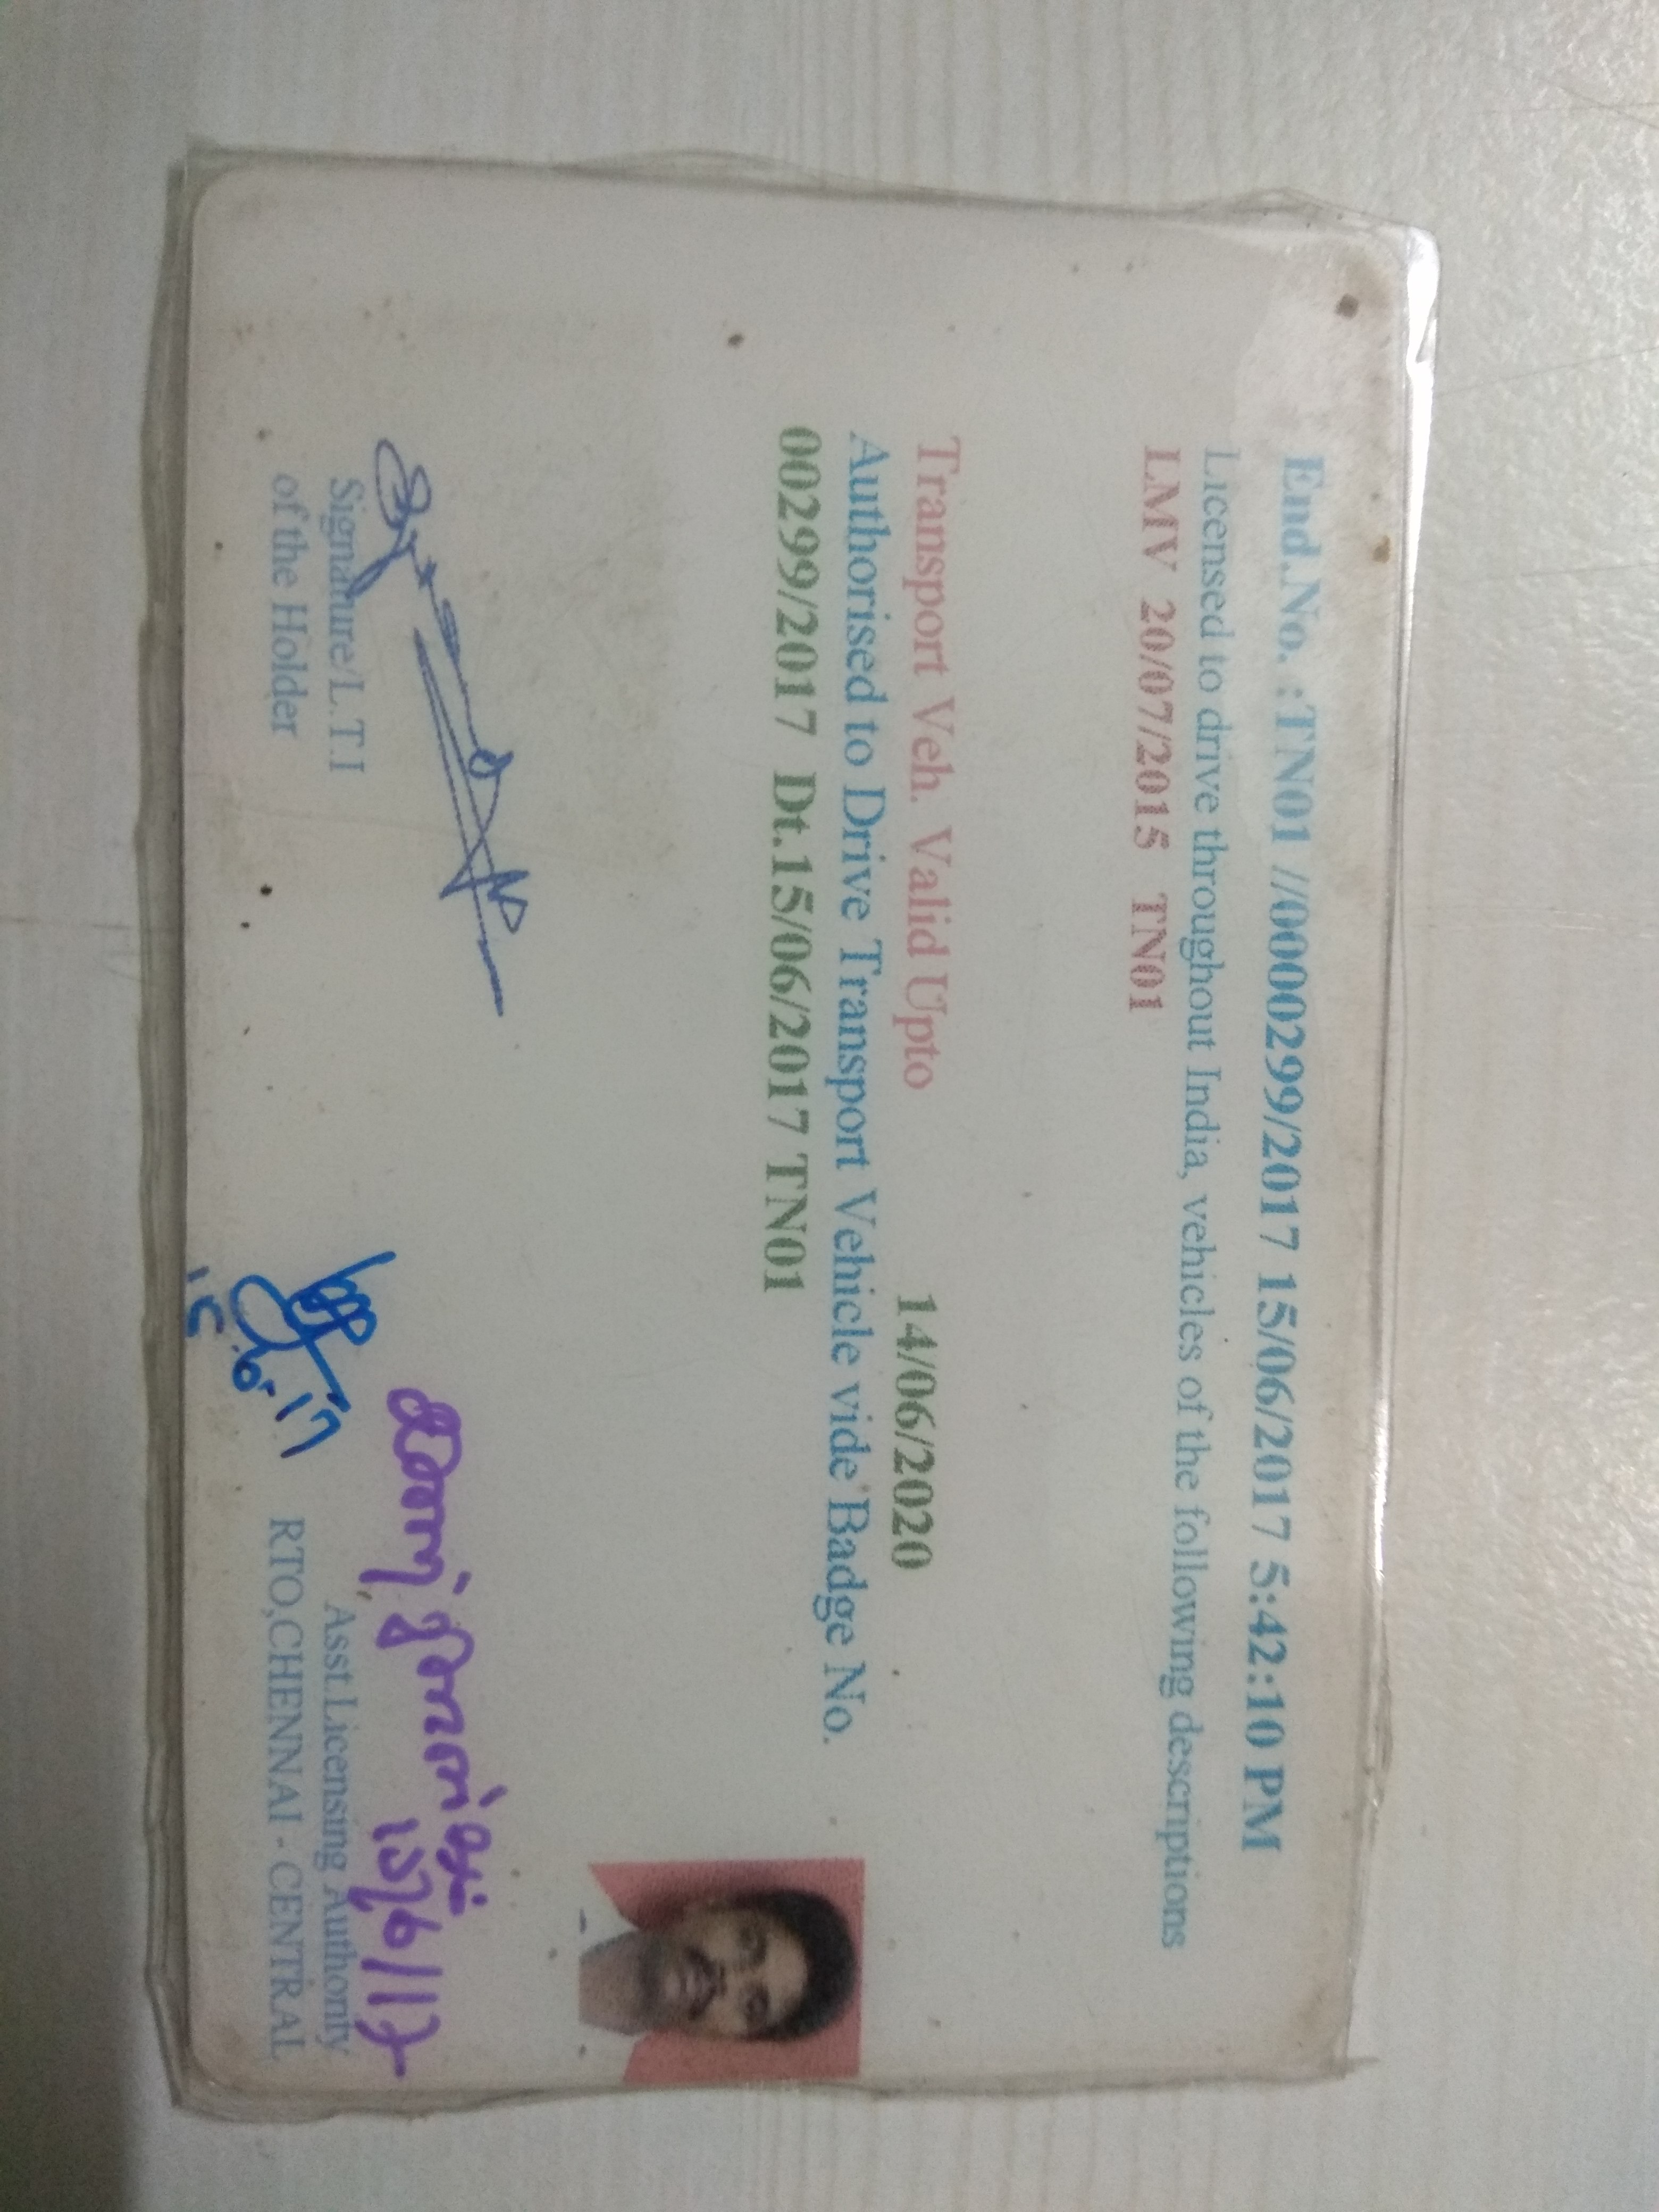 End.No. :TN01 //0000299/2017 15/06/2017 5:42:10 PM
Licensed to drive throughout India, vehicles of the following descriptions
LMV 20/07/2015 TN01
Transport Veh. Valid Upto 14/06/2020
Authorised to Drive Transport Vehicle vide Badge No.
00299/2017 Dt.15/06/2017 TN01
Signature/L.T.I
of the Holder
Asst.Licensing Authority
RTO,CHENNAI - CENTRAL